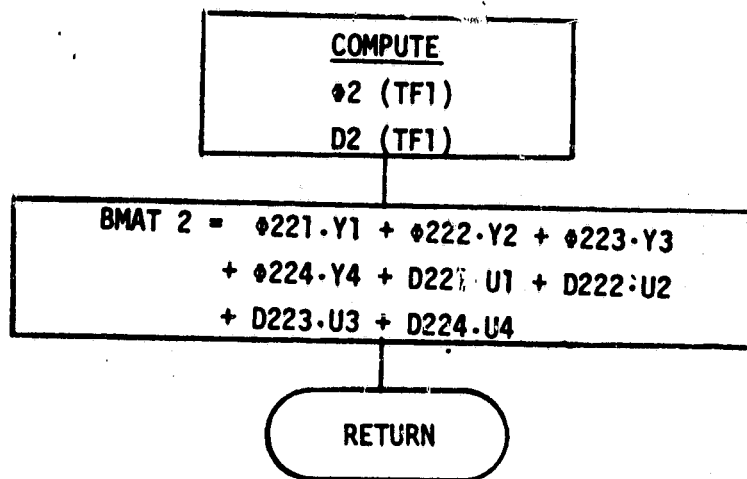 COMPUTE
Φ2 (TF1)
D2 (TF1)
BMAT 2 = Φ221.Y1 + Φ222.Y2 + Φ223.Y3
+ Φ224.Y4 + D221 U1 + D222.U2
+ D223.U3 + D224.U4
RETURN